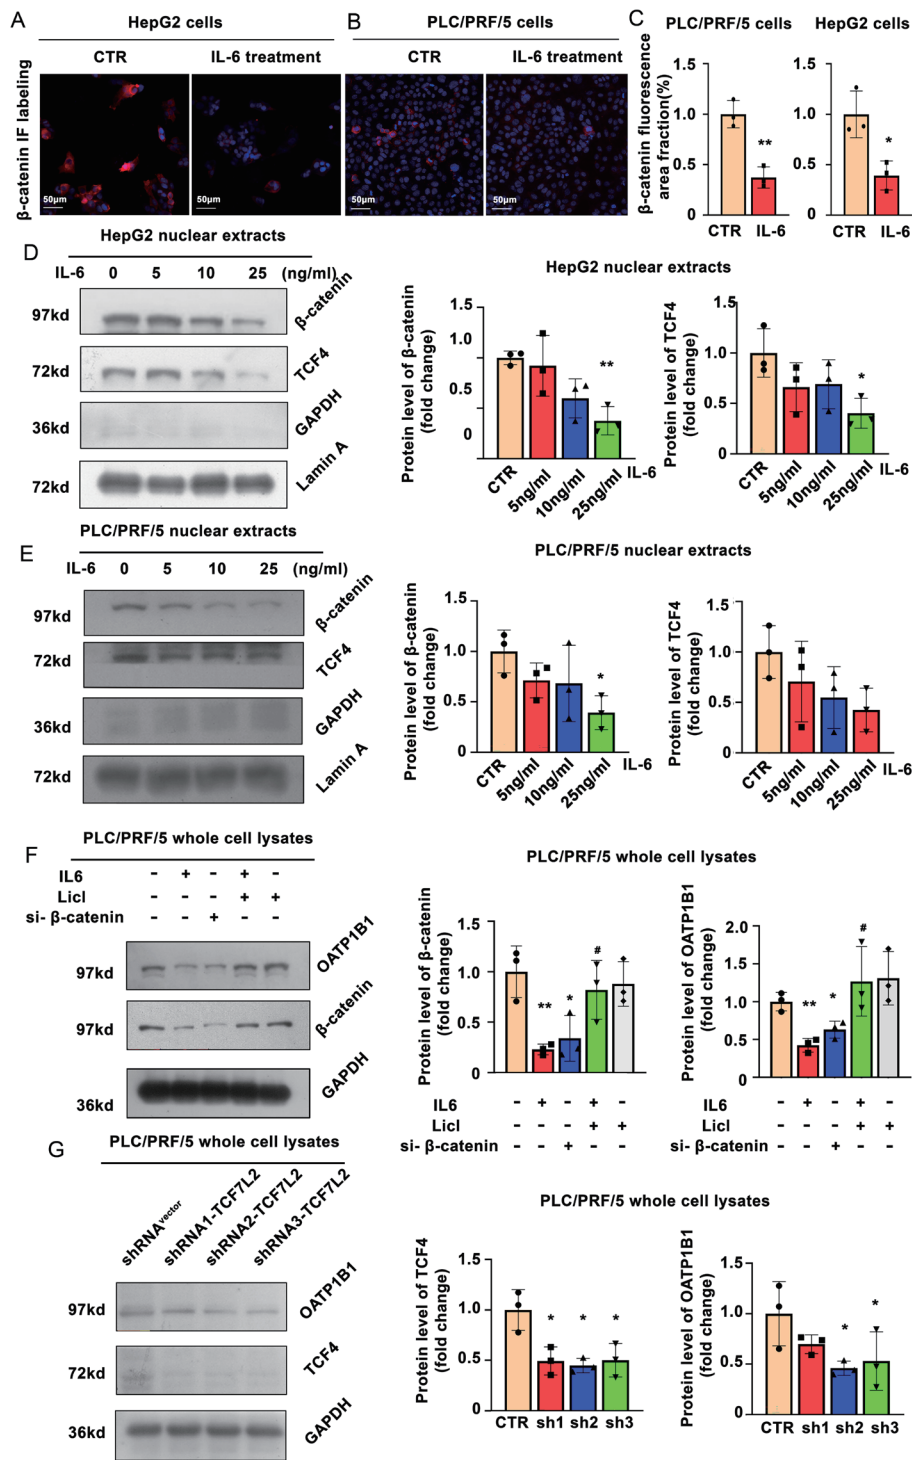 A
HepG2 cells
CTR
IL-6 treatment
β-catenin IF labeling
50μm
50μm
B
PLC/PRF/5 cells
CTR
IL-6 treatment
50μm
50μm
C
PLC/PRF/5 cells
HepG2 cells
β-catenin fluorescence
area fraction(%)
1.5
1.0
0.5
0
**
CTR IL-6
1.5
1.0
0.5
0
*
CTR IL-6
D
HepG2 nuclear extracts
IL-6 0 5 10 25 (ng/ml)
97kd β-catenin
72kd TCF4
36kd GAPDH
72kd Lamin A
HepG2 nuclear extracts
Protein level of β-catenin
(fold change)
1.5
1.0
0.5
0
**
CTR 5ng/ml 10ng/ml 25ng/ml IL-6
Protein level of TCF4
(fold change)
1.5
1.0
0.5
0
*
CTR 5ng/ml 10ng/ml 25ng/ml IL-6
E
PLC/PRF/5 nuclear extracts
IL-6 0 5 10 25 (ng/ml)
97kd β-catenin
72kd TCF4
36kd GAPDH
72kd Lamin A
PLC/PRF/5 nuclear extracts
Protein level of β-catenin
(fold change)
1.5
1.0
0.5
0
*
CTR 5ng/ml 10ng/ml 25ng/ml IL-6
Protein level of TCF4
(fold change)
1.5
1.0
0.5
0
CTR 5ng/ml 10ng/ml 25ng/ml IL-6
F
PLC/PRF/5 whole cell lysates
IL6 - + - + -
Licl - - - + +
si- β-catenin - - + - -
97kd OATP1B1
97kd β-catenin
36kd GAPDH
PLC/PRF/5 whole cell lysates
Protein level of β-catenin
(fold change)
1.5
1.0
0.5
0
** * #
IL6 - + - + -
Licl - - - + +
si- β-catenin - - + - -
Protein level of OATP1B1
(fold change)
2.0
1.5
1.0
0.5
0.0
** * #
IL6 - + - + -
Licl - - - + +
si- β-catenin - - + - -
G
PLC/PRF/5 whole cell lysates
shRNAvector shRNA1-TCF7L2 shRNA2-TCF7L2 shRNA3-TCF7L2
97kd OATP1B1
72kd TCF4
36kd GAPDH
PLC/PRF/5 whole cell lysates
Protein level of TCF4
(fold change)
1.5
1.0
0.5
0
* * *
CTR sh1 sh2 sh3
Protein level of OATP1B1
(fold change)
1.5
1.0
0.5
0
* *
CTR sh1 sh2 sh3